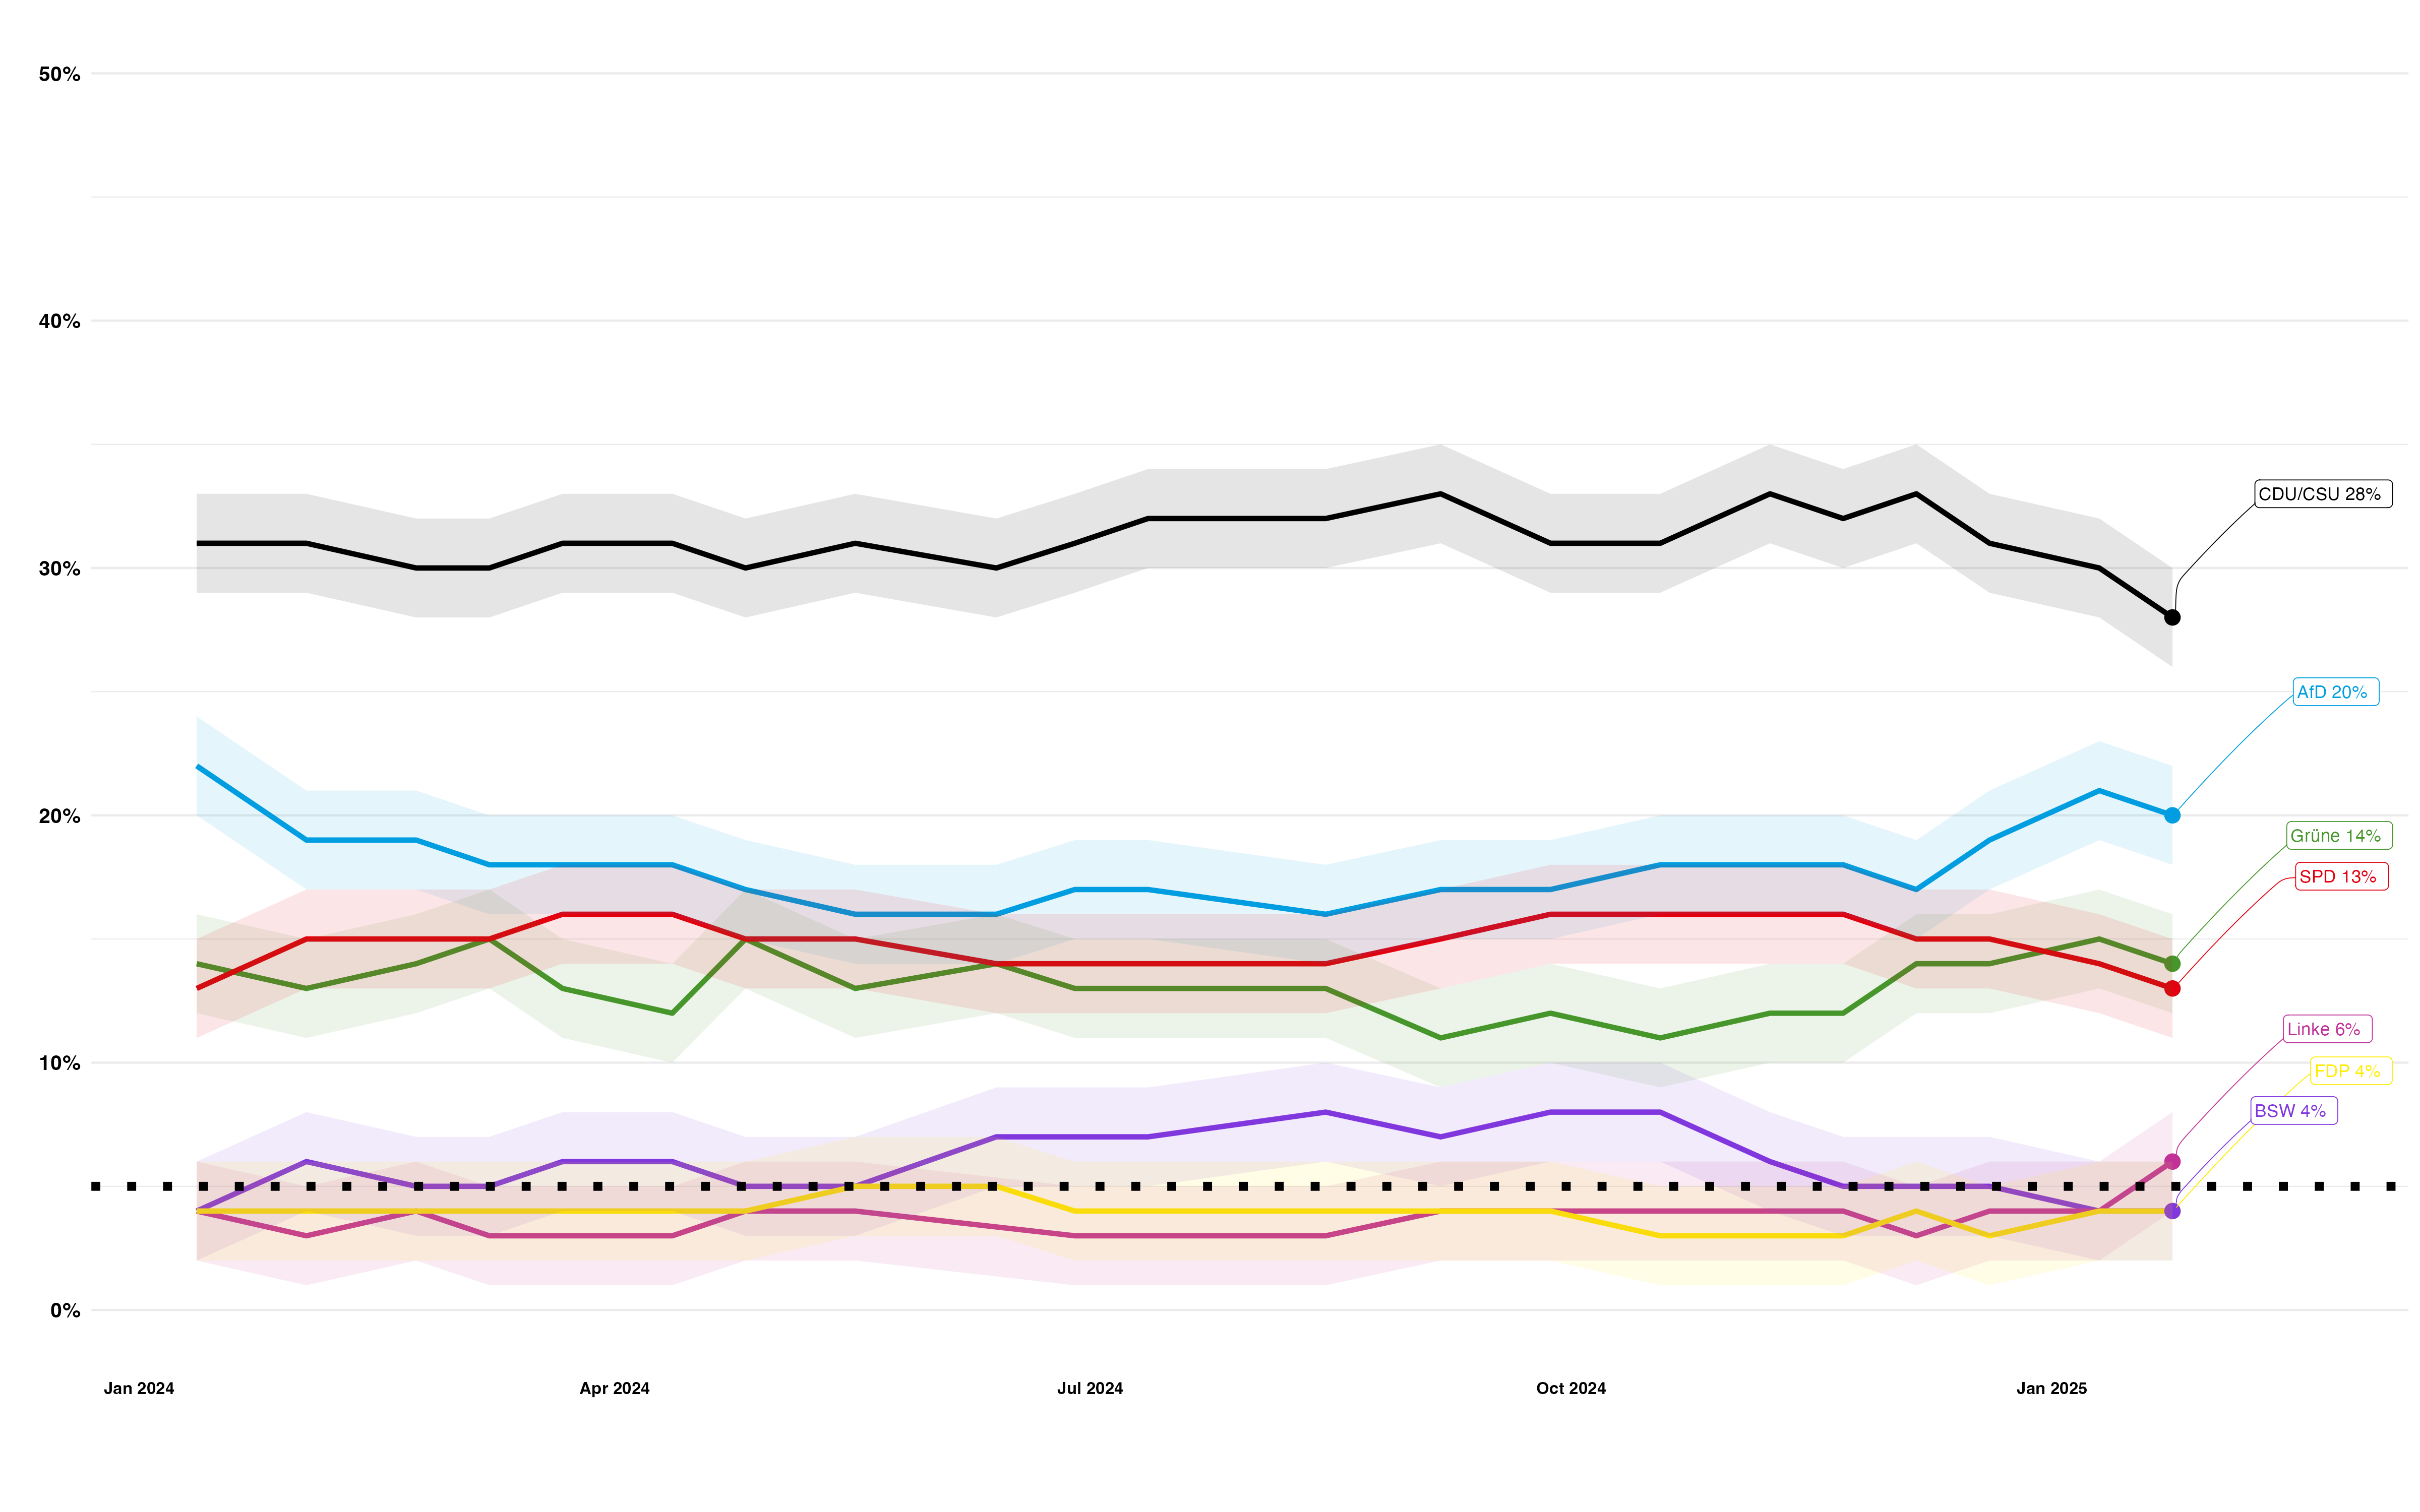 50%
40%
30%
20%
10%
0%
CDU/CSU 28%
AfD 20%
Grüne 14%
SPD 13%
Linke 6%
FDP 4%
BSW 4%
Jan 2024
Apr 2024
Jul 2024
Oct 2024
Jan 2025